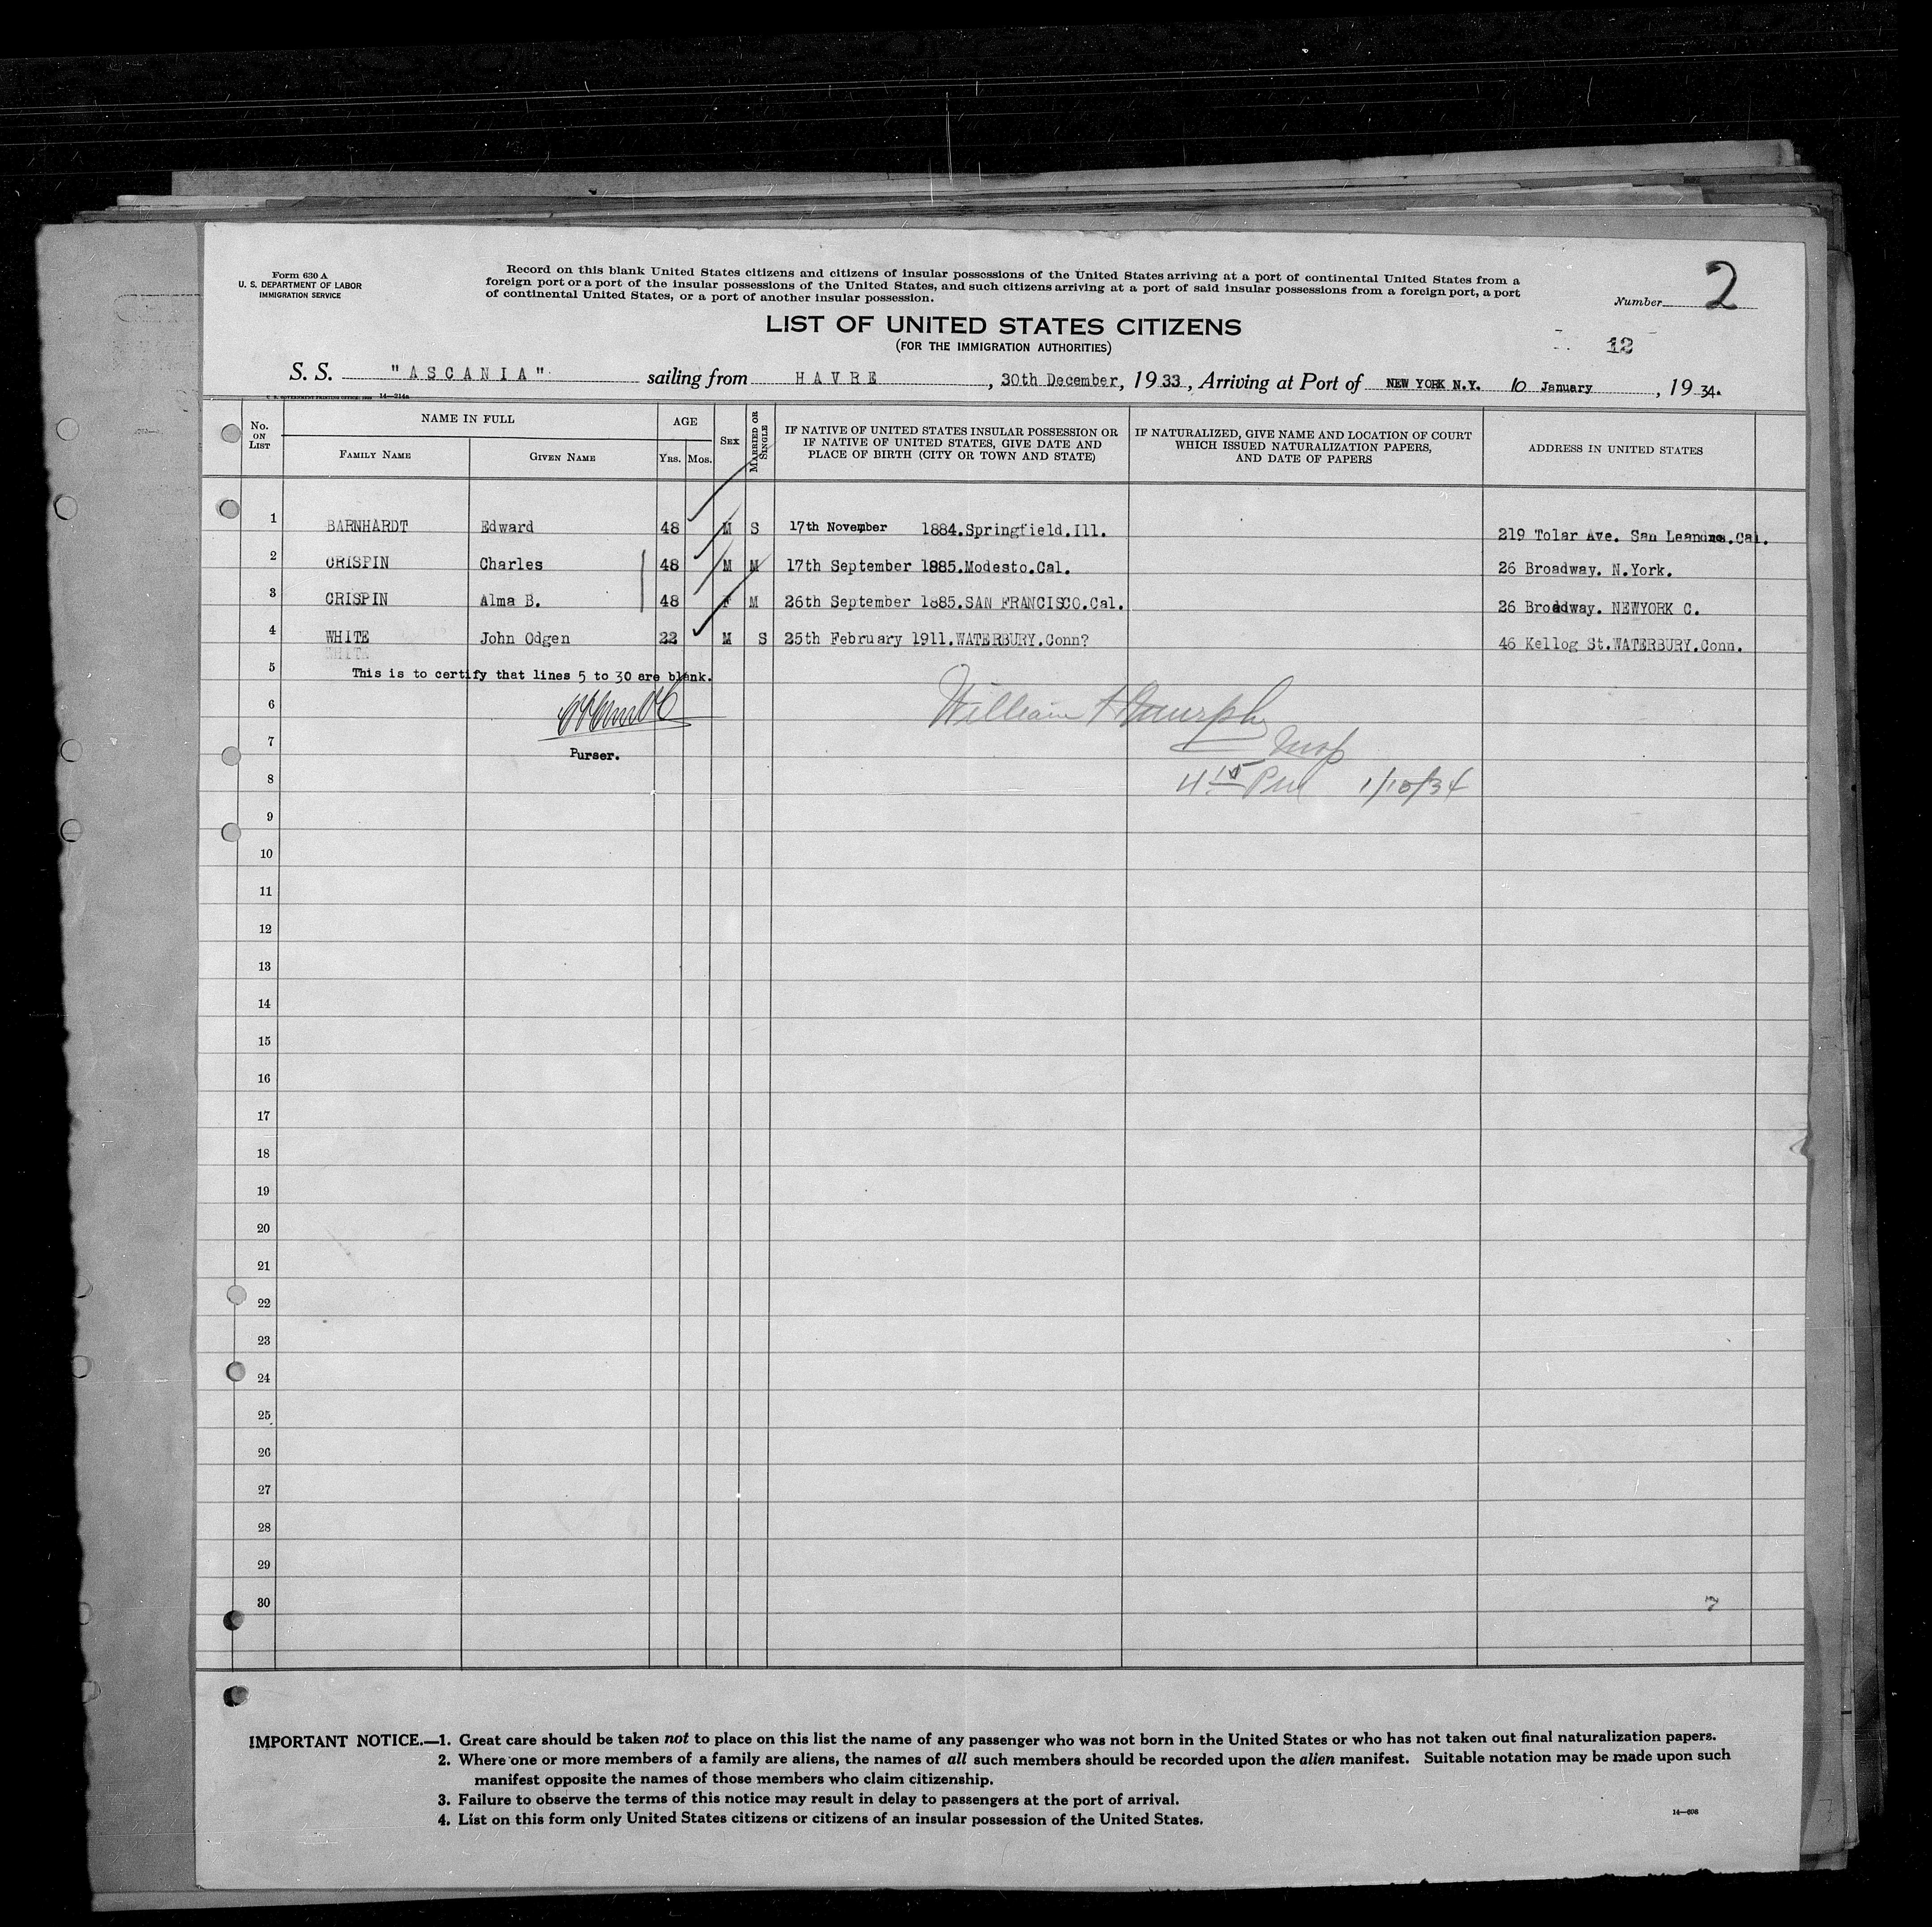 Form 630 A
U. S. DEPARTMENT OF LABOR
IMMIGRATION SERVICE
Record on this blank United States citizens and citizens of insular possessions of the United States arriving at a port of continental United States from a
foreign port or a port of the insular possessions of the United States, and such citizens arriving at a port of said insular possessions from a foreign port, a port
of continental United States, or a port of another insular possession.
Number 2
LIST OF UNITED STATES CITIZENS
(FOR THE IMMIGRATION AUTHORITIES)
12
S. S. "ASCANIA" sailing from HAVRE, 30th December, 1933, Arriving at Port of NEW YORK N.Y. 10 January, 1934.
U. S. GOVERNMENT PRINTING OFFICE: 14—214a
No. ON LIST
NAME IN FULL
FAMILY NAME
GIVEN NAME
AGE
YRS. MOS.
SEX
MARRIED OR SINGLE
IF NATIVE OF UNITED STATES INSULAR POSSESSION OR
IF NATIVE OF UNITED STATES, GIVE DATE AND
PLACE OF BIRTH (CITY OR TOWN AND STATE)
IF NATURALIZED, GIVE NAME AND LOCATION OF COURT
WHICH ISSUED NATURALIZATION PAPERS,
AND DATE OF PAPERS
ADDRESS IN UNITED STATES
1 BARNHARDT Edward 48 M S 17th November 1884.Springfield.Ill. 219 Tolar Ave. San Cal.
2 CRISPIN Charles 48 M M 17th September 1885.Modesto.Cal. 26 Broadway. N.York.
3 CRISPIN Alma B. 48 F M 26th September 1885.SAN FRANCISCO.Cal. 26 Broadway. NEWYORK C.
4 WHITE John Odgen 22 M S 25th February 1911.WATERBURY.Conn? 46 Kellog St.WATERBURY.Conn.
WHITE
5 This is to certify that lines 5 to 30 are blank.
6 William Murphy
7 Purser. Insp
8 4 15 Pm 1/10/34
9
10
11
12
13
14
15
16
17
18
19
20
21
22
23
24
25
26
27
28
29
30
7
IMPORTANT NOTICE.—1. Great care should be taken not to place on this list the name of any passenger who was not born in the United States or who has not taken out final naturalization papers.
2. Where one or more members of a family are aliens, the names of all such members should be recorded upon the alien manifest. Suitable notation may be made upon such
manifest opposite the names of those members who claim citizenship.
3. Failure to observe the terms of this notice may result in delay to passengers at the port of arrival.
4. List on this form only United States citizens or citizens of an insular possession of the United States.
14—608